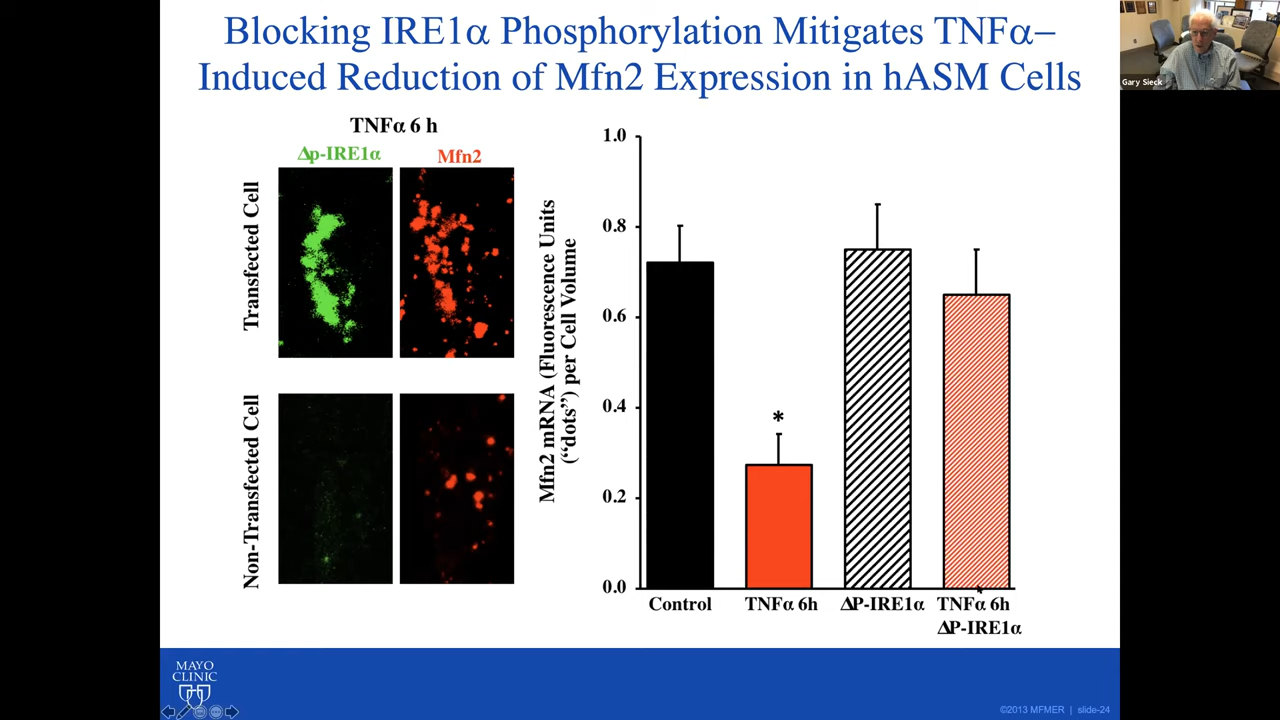 Blocking IRE1α Phosphorylation Mitigates TNFα–
Induced Reduction of Mfn2 Expression in hASM Cells
Gary Sieck
TNFα 6 h
Δp-IRE1α
Mfn2
Transfected Cell
Non-Transfected Cell
Mfn2 mRNA (Fluorescence Units
(“dots”) per Cell Volume
1.0
0.8
0.6
0.4
0.2
0.0
*
Control
TNFα 6h
ΔP-IRE1α
TNFα 6h
ΔP-IRE1α
MAYO
CLINIC
©2013 MFMER | slide-24